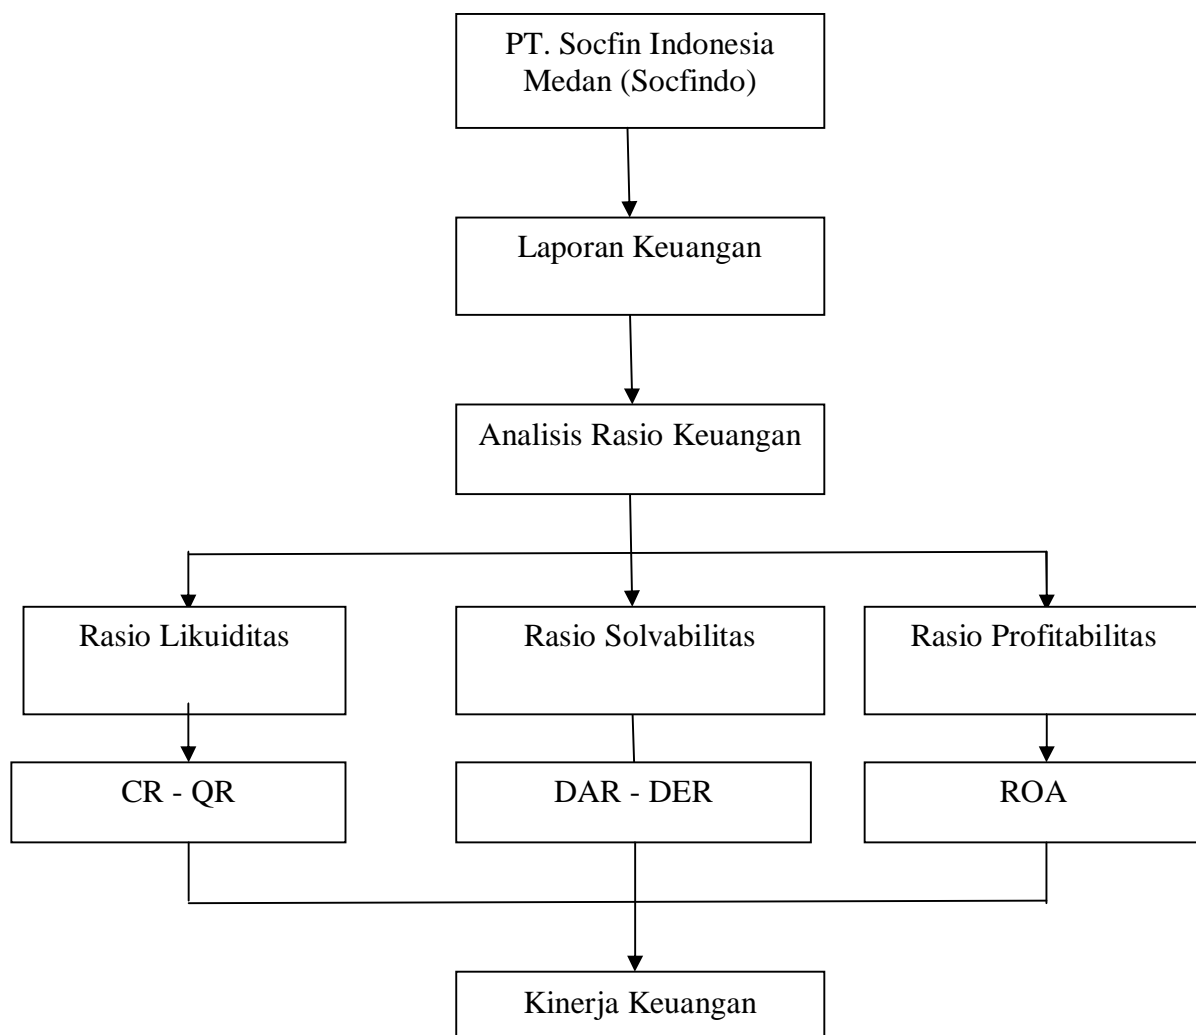 PT. Socfin Indonesia
Medan (Socfindo)
Laporan Keuangan
Analisis Rasio Keuangan
Rasio Likuiditas
Rasio Solvabilitas
Rasio Profitabilitas
CR - QR
DAR - DER
ROA
Kinerja Keuangan